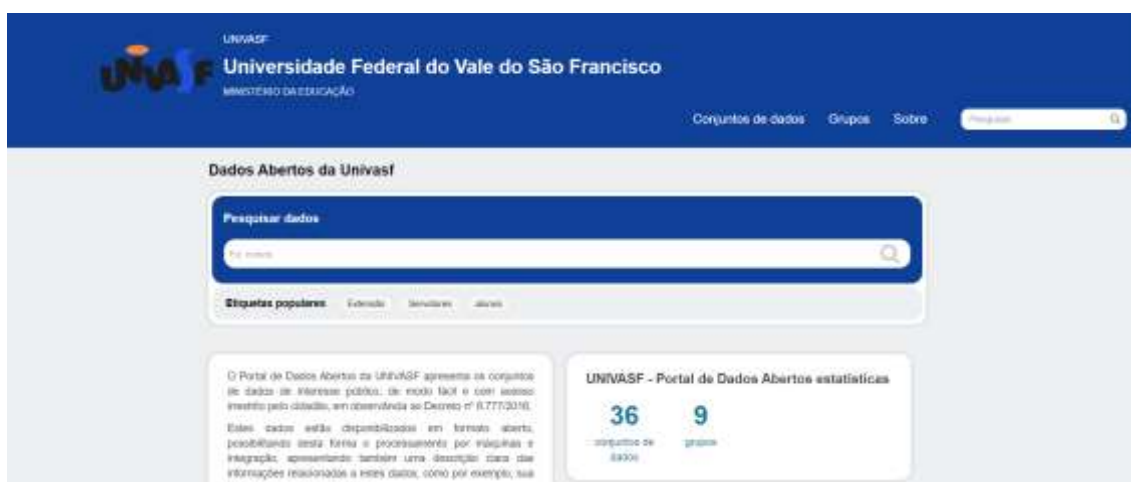 UNIVASF
UNIVASF
Universidade Federal do Vale do São Francisco
MINISTÉRIO DA EDUCAÇÃO
Conjuntos de dados Grupos Sobre Pesquisar
Dados Abertos da Univasf
Pesquisar dados
Etiquetas populares Extensão Servidores alunos
O Portal de Dados Abertos da UNIVASF apresenta os conjuntos
de dados de interesse público, de modo fácil e com acesso
irrestrito pelo cidadão, em observância ao Decreto nº 8.777/2016.
Estes dados estão disponibilizados em formato aberto,
possibilitando desta forma o processamento por máquinas e
integração, apresentando também uma descrição clara das
informações relacionadas a estes dados, como por exemplo, sua
UNIVASF - Portal de Dados Abertos estatísticas
36 9
conjuntos de grupos
dados